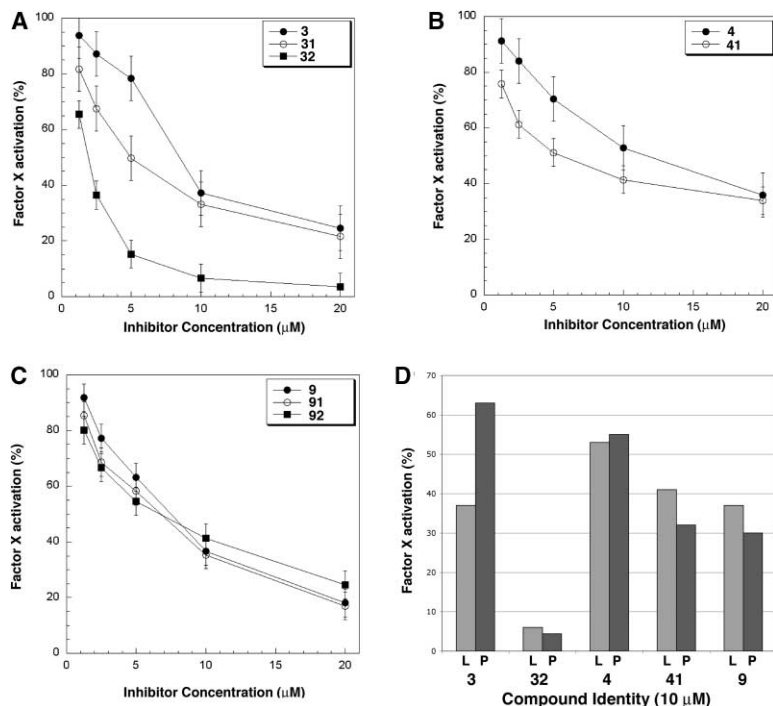 A
3
31
32
Factor X activation (%)
100
80
60
40
20
0
0 5 10 15 20
Inhibitor Concentration (µM)
B
4
41
Factor X activation (%)
100
80
60
40
20
0
0 5 10 15 20
Inhibitor Concentration (µM)
C
9
91
92
Factor X activation (%)
100
80
60
40
20
0
0 5 10 15 20
Inhibitor Concentration (µM)
D
Factor X activation (%)
70
60
50
40
30
20
10
0
L P L P L P L P L P
3 32 4 41 9
Compound Identity (10 µM)